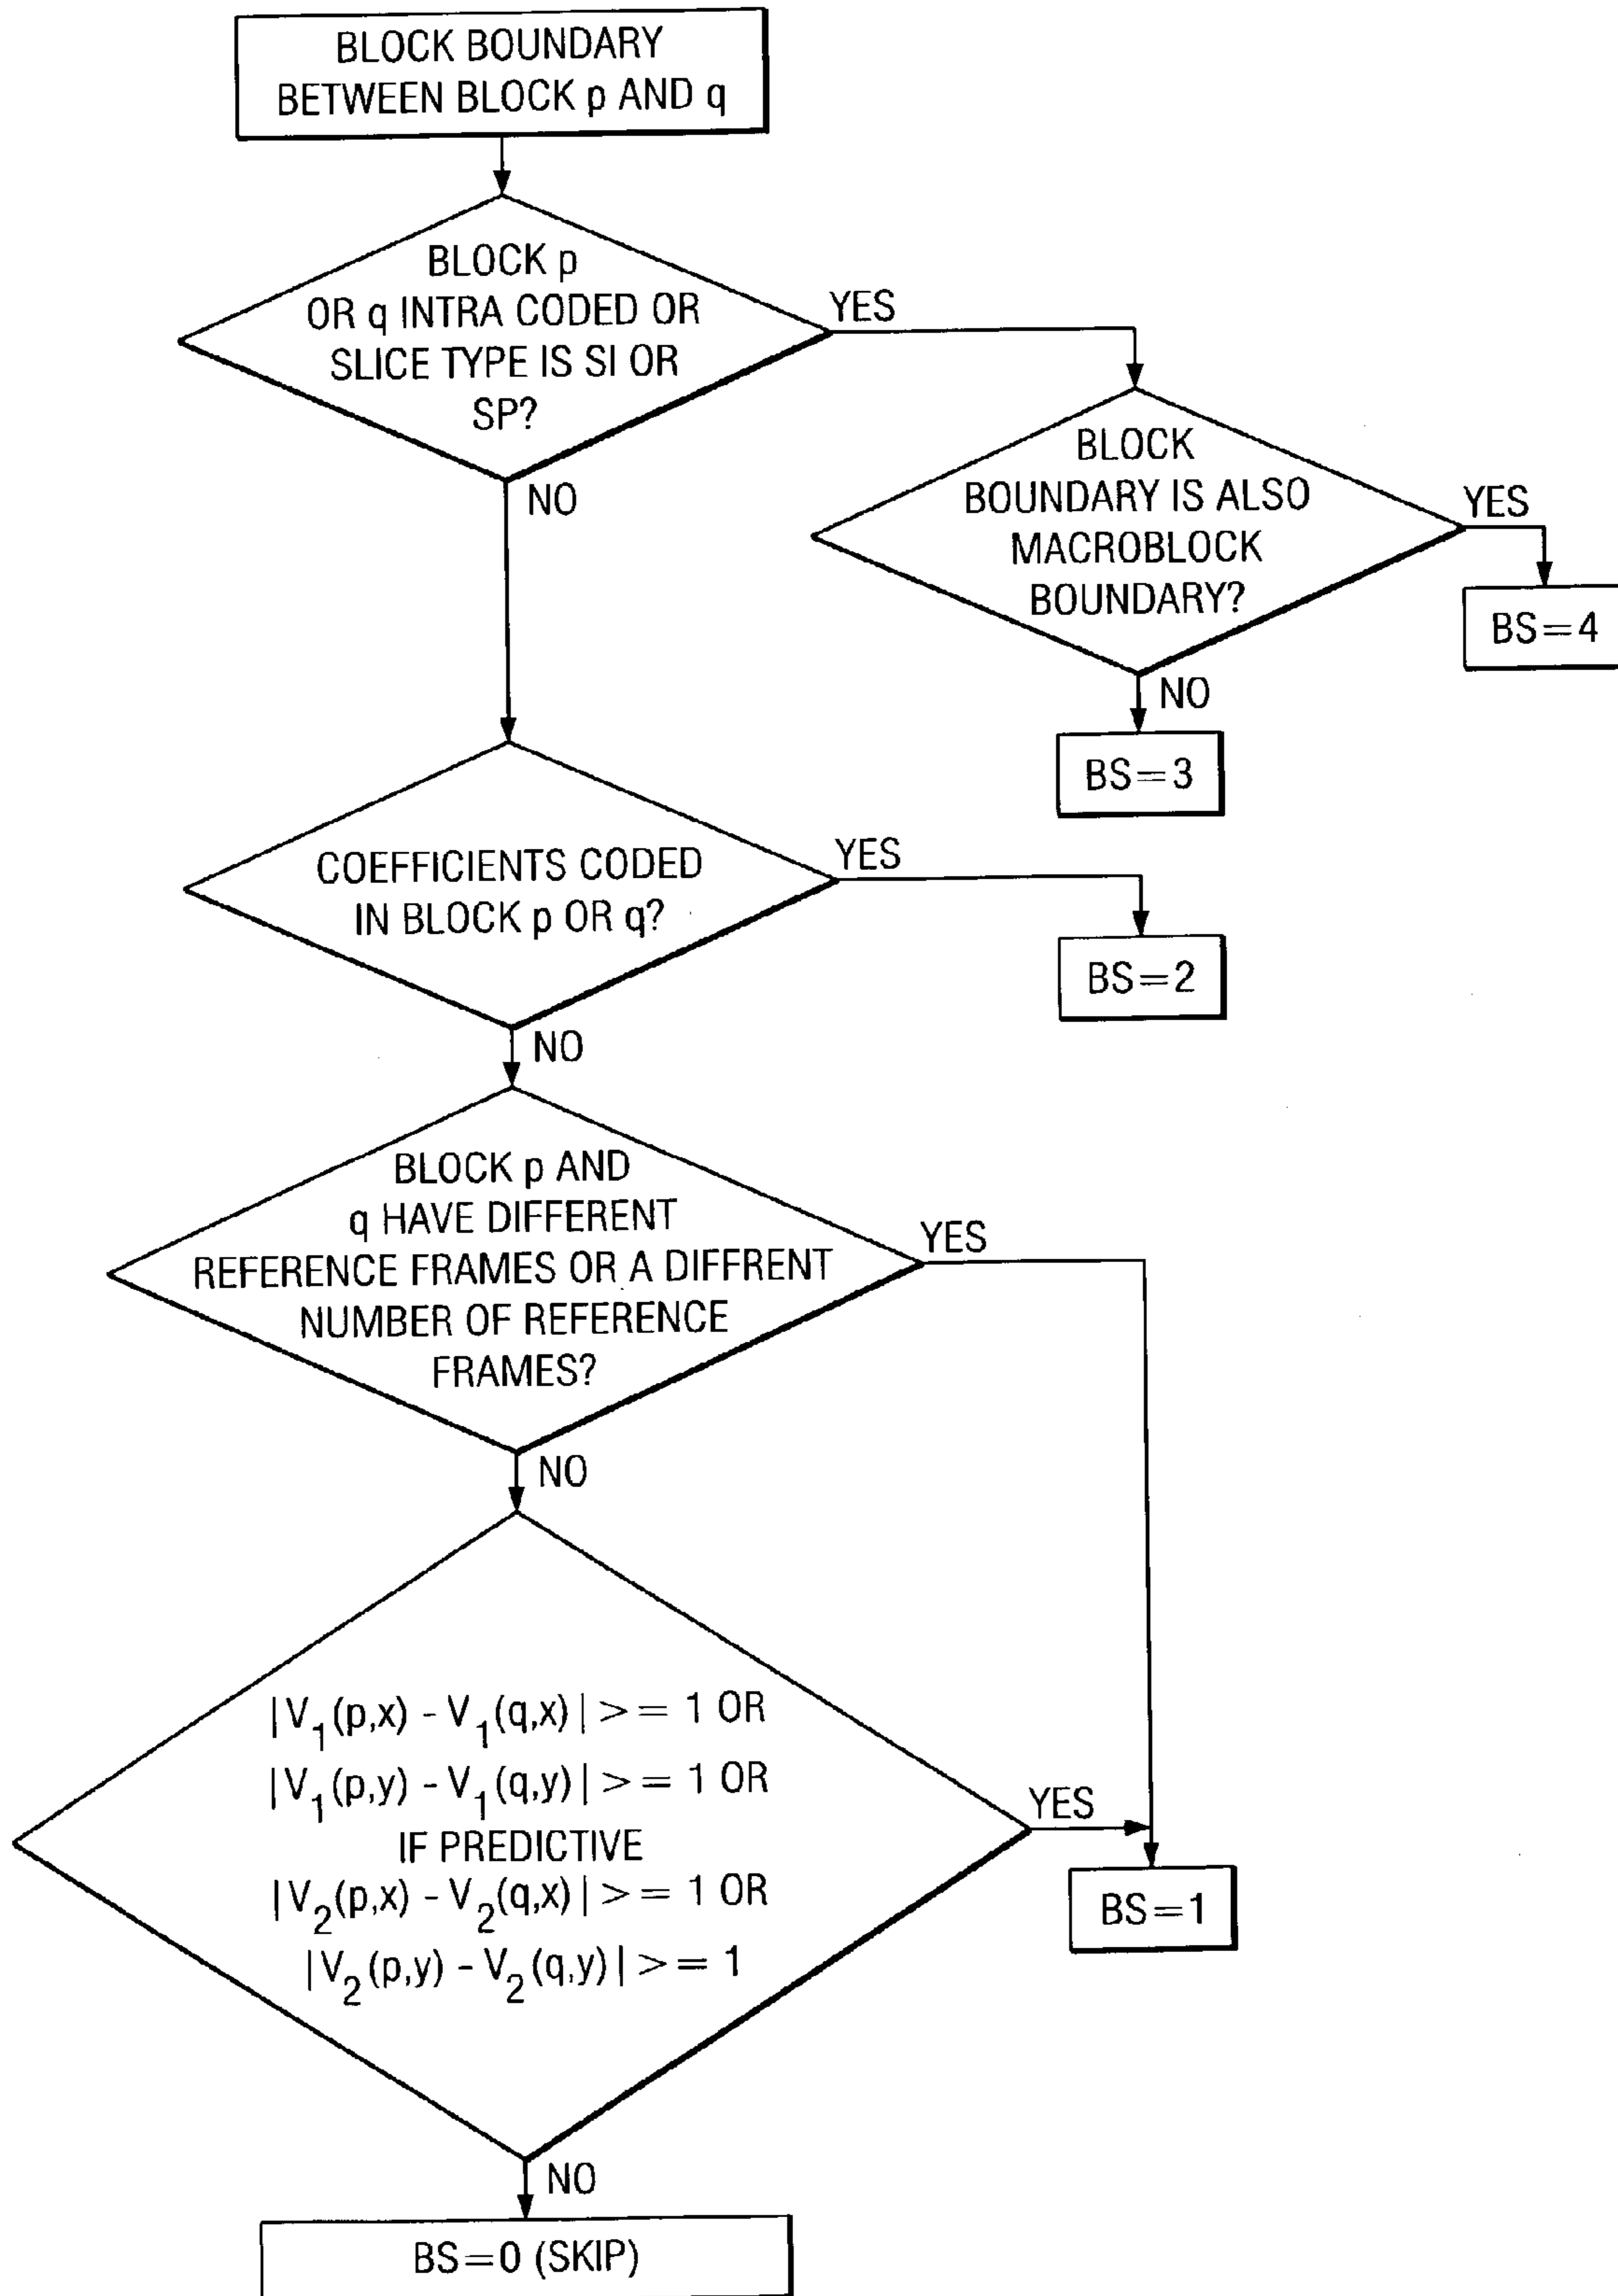 BLOCK BOUNDARY
BETWEEN BLOCK p AND q
BLOCK p
OR q INTRA CODED OR
SLICE TYPE IS SI OR
SP?
YES
NO
BLOCK
BOUNDARY IS ALSO
MACROBLOCK
BOUNDARY?
YES
BS=4
NO
BS=3
COEFFICIENTS CODED
IN BLOCK p OR q?
YES
BS=2
NO
BLOCK p AND
q HAVE DIFFERENT
REFERENCE FRAMES OR A DIFFRENT
NUMBER OF REFERENCE
FRAMES?
YES
NO
|V₁(p,x) - V₁(q,x)| >= 1 OR
|V₁(p,y) - V₁(q,y)| >= 1 OR
IF PREDICTIVE
|V₂(p,x) - V₂(q,x)| >= 1 OR
|V₂(p,y) - V₂(q,y)| >= 1
YES
BS=1
NO
BS=0 (SKIP)